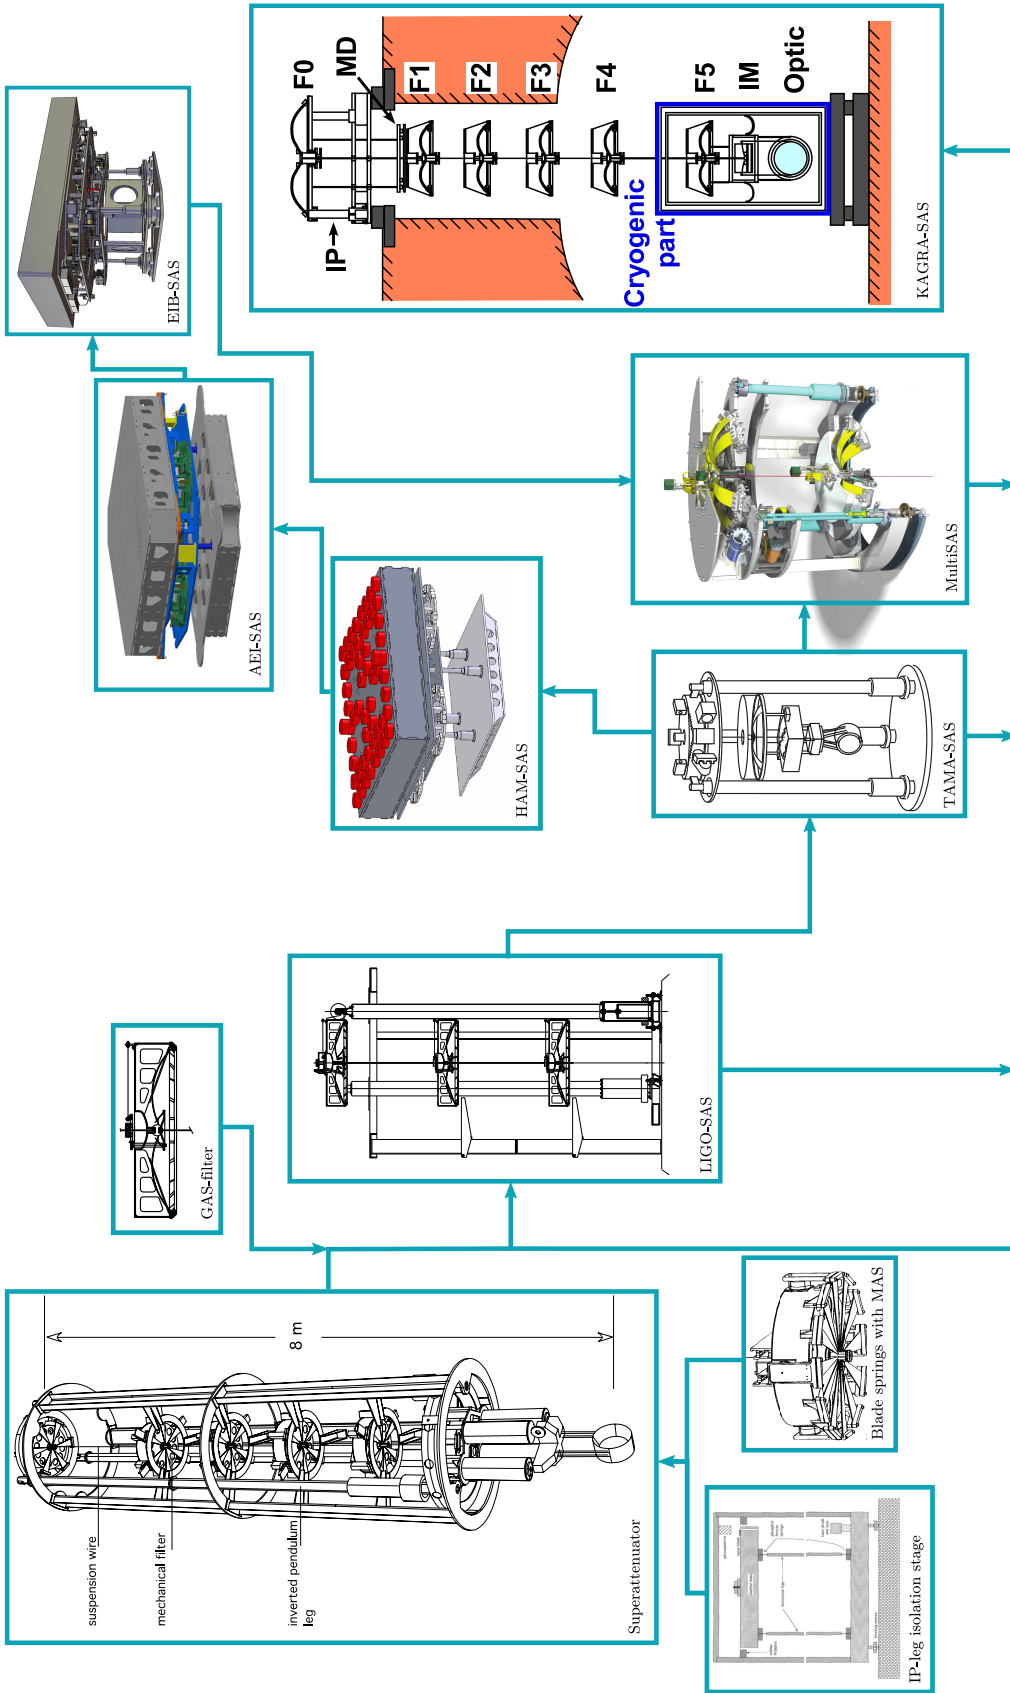 suspension wire
mechanical filter
inverted pendulum
leg
8 m
Superattenuator
IP-leg isolation stage
Blade springs with MAS
GAS-filter
LIGO-SAS
TAMA-SAS
HAM-SAS
AEI-SAS
EIB-SAS
MultiSAS
F0
MD
IP
F1
F2
F3
F4
F5
IM
Optic
Cryogenic
part
KAGRA-SAS